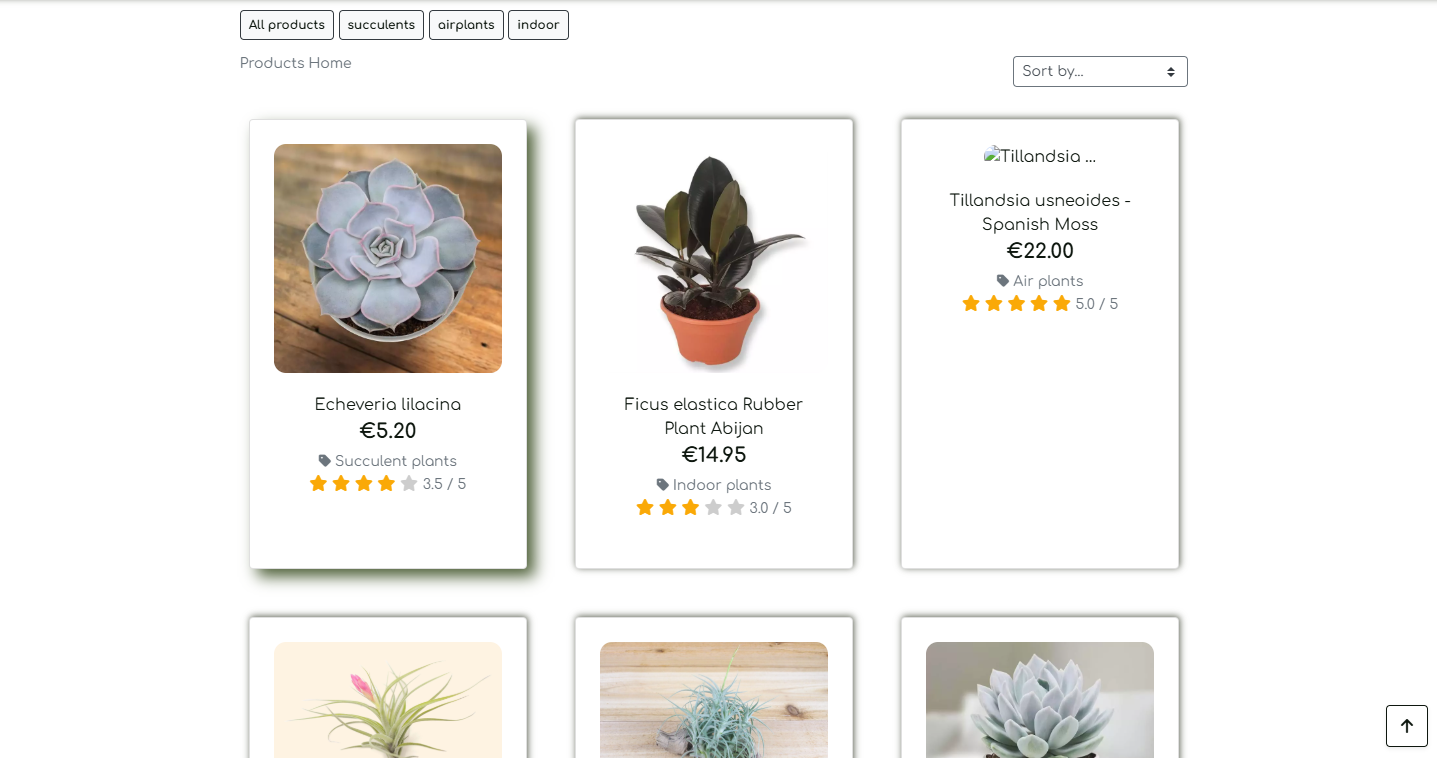 All products succulents airplants indoor
Products Home
Sort by...
Echeveria lilacina
€5.20
Succulent plants
3.5 / 5
Ficus elastica Rubber
Plant Abijan
€14.95
Indoor plants
3.0 / 5
Tillandsia ...
Tillandsia usneoides -
Spanish Moss
€22.00
Air plants
5.0 / 5